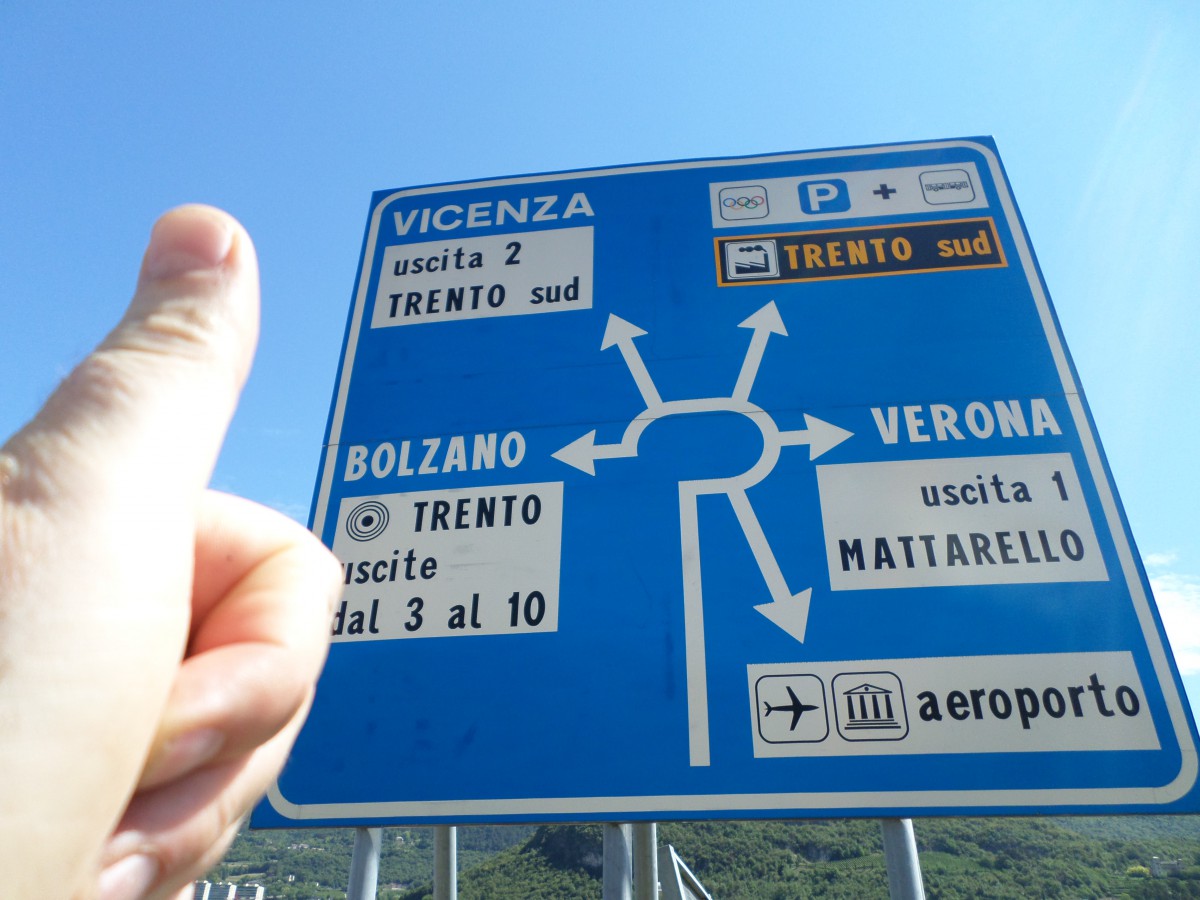 VICENZA
uscita 2
TRENTO sud
P +
TRENTO sud
BOLZANO
TRENTO
uscite
dal 3 al 10
VERONA
uscita 1
MATTARELLO
aeroporto